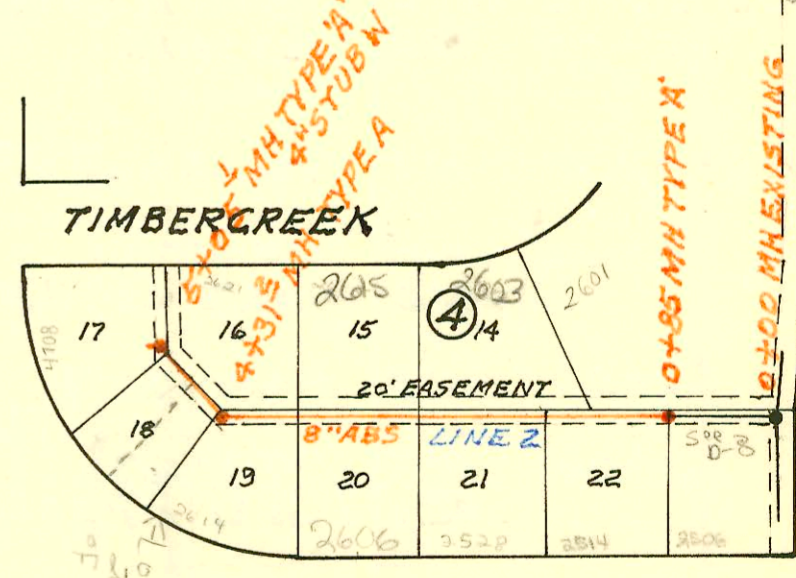 5+05 MH TYPE 'A'
4" STUB W
4+31 MH TYPE A
0+85 MH TYPE 'A'
0+00 MH EXISTING
TIMBERCREEK
17
4708
16
2621
15
2615
4
14
2603
2601
20' EASEMENT
8" ABS
LINE 2
See
D-8
18
19
2614
20
2606
21
2528
22
2514
2506